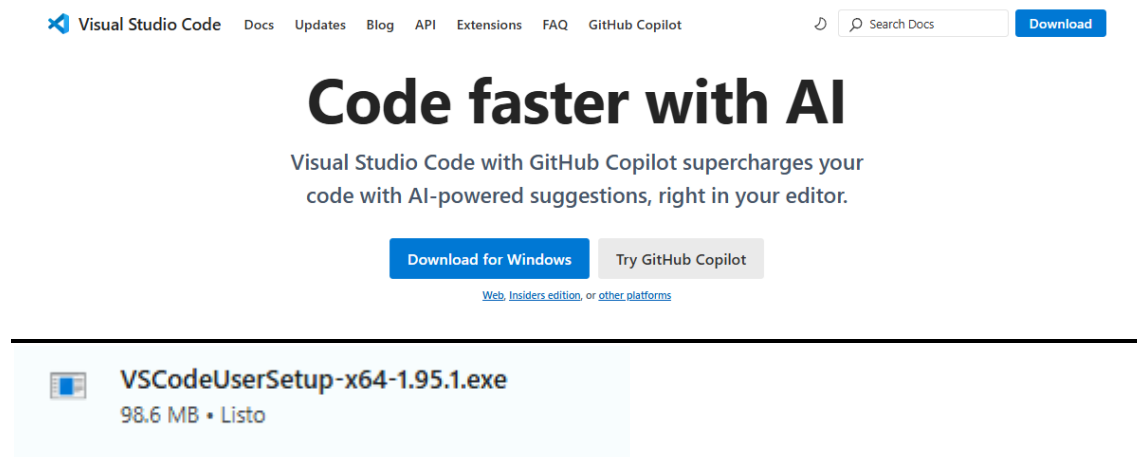 Visual Studio Code Docs Updates Blog API Extensions FAQ GitHub Copilot Search Docs Download
Code faster with AI
Visual Studio Code with GitHub Copilot supercharges your
code with AI-powered suggestions, right in your editor.
Download for Windows Try GitHub Copilot
Web, Insiders edition, or other platforms
VSCodeUserSetup-x64-1.95.1.exe
98.6 MB • Listo